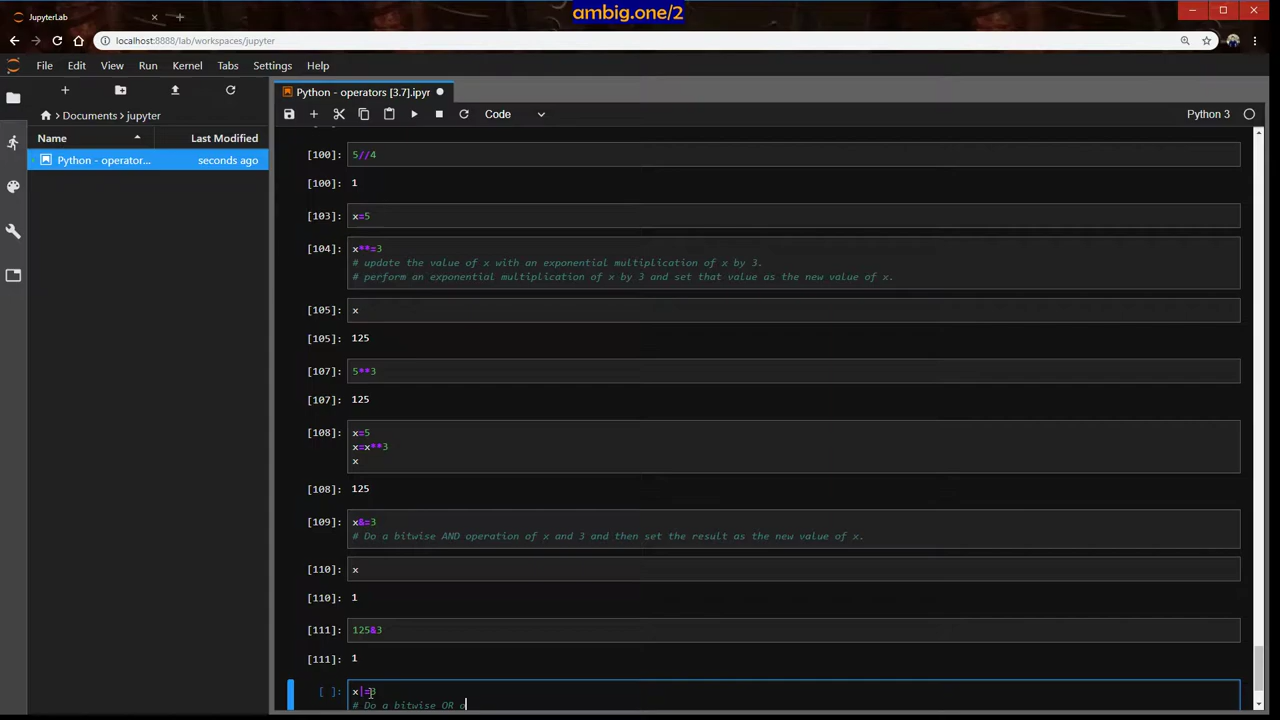 ambig.one/2
JupyterLab
localhost:8888/lab/workspaces/jupyter
File Edit View Run Kernel Tabs Settings Help
Python - operators [3.7].ipyr
Documents jupyter
Code
Python 3
Name Last Modified
Python - operator... seconds ago
[100]: 5//4
[100]: 1
[103]: x=5
[104]: x**=3
# update the value of x with an exponential multiplication of x by 3.
# perform an exponential multiplication of x by 3 and set that value as the new value of x.
[105]: x
[105]: 125
[107]: 5**3
[107]: 125
[108]: x=5
x=x**3
x
[108]: 125
[109]: x&=3
# Do a bitwise AND operation of x and 3 and then set the result as the new value of x.
[110]: x
[110]: 1
[111]: 125&3
[111]: 1
[ ]: x|=3
# Do a bitwise OR o